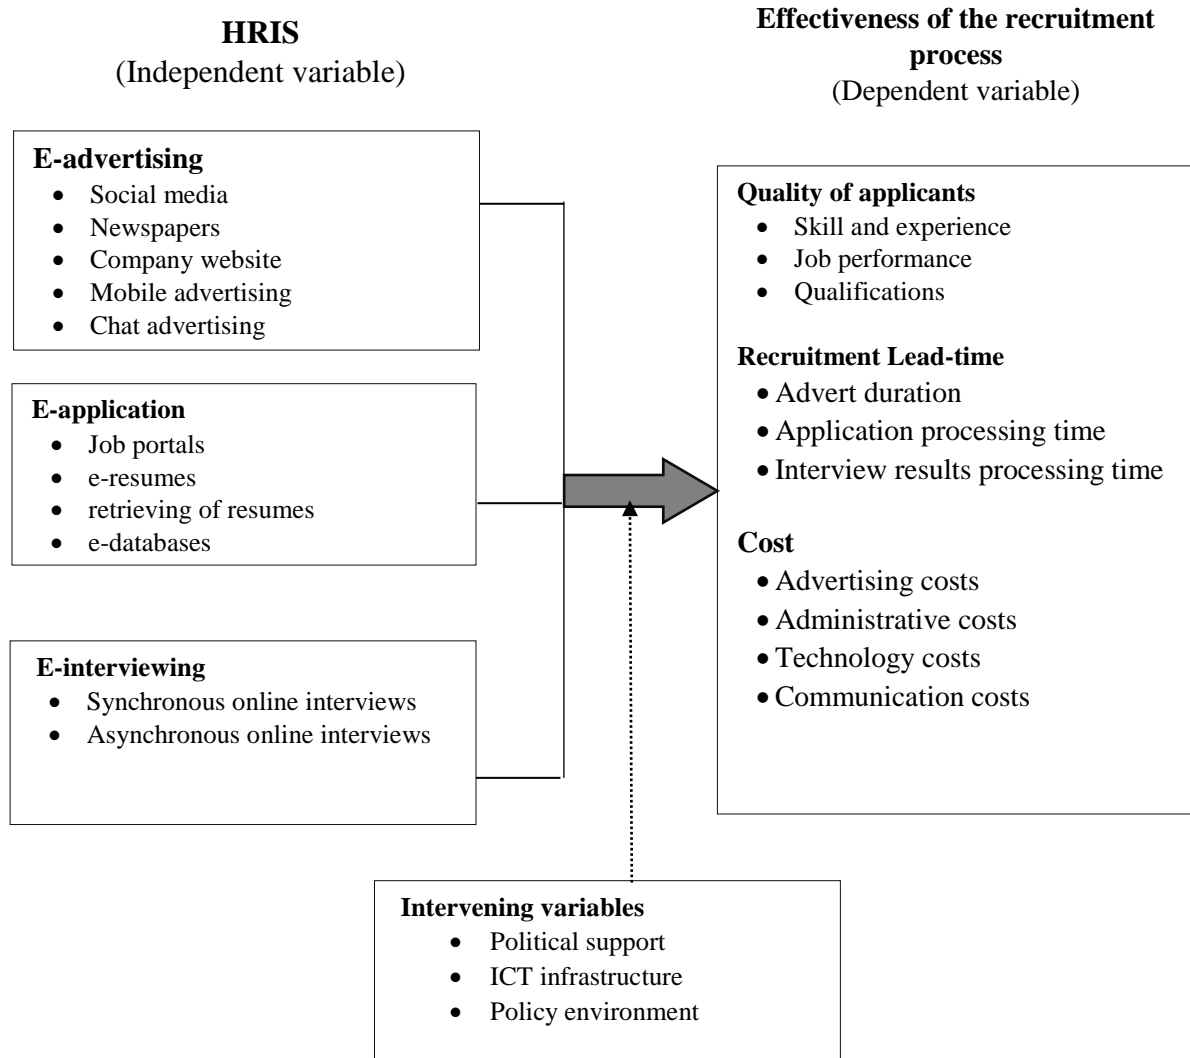 HRIS
(Independent variable)
Effectiveness of the recruitment
process
(Dependent variable)
E-advertising
• Social media
• Newspapers
• Company website
• Mobile advertising
• Chat advertising
E-application
• Job portals
• e-resumes
• retrieving of resumes
• e-databases
E-interviewing
• Synchronous online interviews
• Asynchronous online interviews
Quality of applicants
• Skill and experience
• Job performance
• Qualifications
Recruitment Lead-time
• Advert duration
• Application processing time
• Interview results processing time
Cost
• Advertising costs
• Administrative costs
• Technology costs
• Communication costs
Intervening variables
• Political support
• ICT infrastructure
• Policy environment